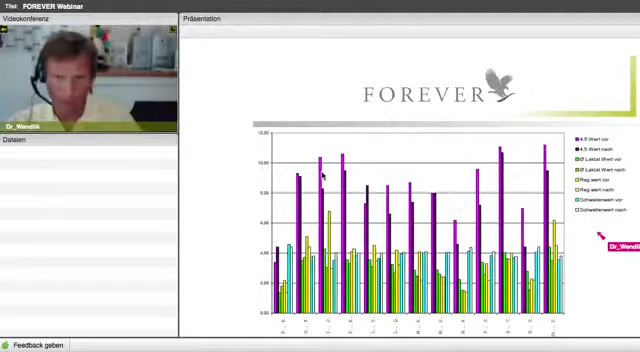 Titel: FOREVER Webinar
Videokonferenz
Präsentation
Dr_Wendlik
Dateien
FOREVER
12,00
10,00
8,00
6,00
4,00
2,00
0,00
4,5 Wert vor
4,5 Wert nach
Ø Laktat Wert vor
Ø Laktat Wert nach
Reg.wert vor
Reg.wert nach
Schwellenwert vor
Schwellenwert nach
Dr_Wendli
Feedback geben